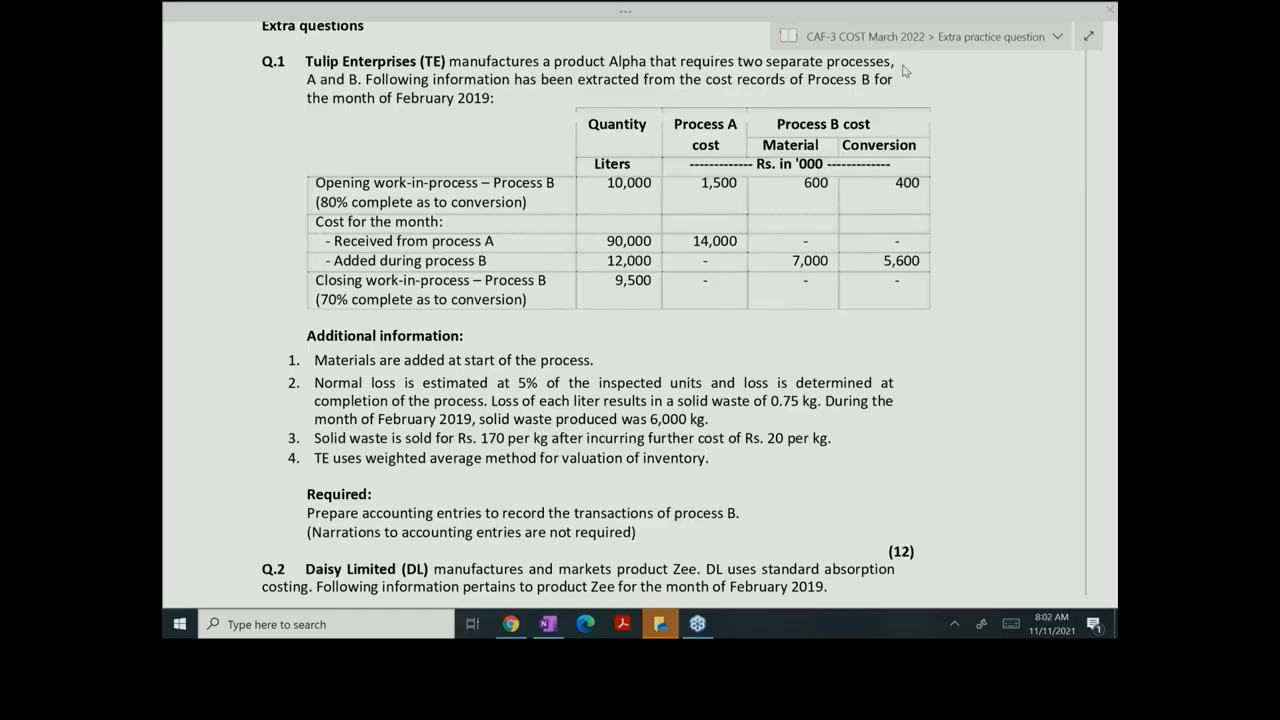 Extra questions
CAF-3 COST March 2022 > Extra practice question
Q.1 Tulip Enterprises (TE) manufactures a product Alpha that requires two separate processes,
A and B. Following information has been extracted from the cost records of Process B for
the month of February 2019:
Quantity Process A Process B cost
cost Material Conversion
Liters ------------- Rs. in '000 -------------
Opening work-in-process – Process B 10,000 1,500 600 400
(80% complete as to conversion)
Cost for the month:
- Received from process A 90,000 14,000 - -
- Added during process B 12,000 - 7,000 5,600
Closing work-in-process – Process B 9,500 - - -
(70% complete as to conversion)
Additional information:
1. Materials are added at start of the process.
2. Normal loss is estimated at 5% of the inspected units and loss is determined at
completion of the process. Loss of each liter results in a solid waste of 0.75 kg. During the
month of February 2019, solid waste produced was 6,000 kg.
3. Solid waste is sold for Rs. 170 per kg after incurring further cost of Rs. 20 per kg.
4. TE uses weighted average method for valuation of inventory.
Required:
Prepare accounting entries to record the transactions of process B.
(Narrations to accounting entries are not required)
(12)
Q.2 Daisy Limited (DL) manufactures and markets product Zee. DL uses standard absorption
costing. Following information pertains to product Zee for the month of February 2019.
Type here to search
8:02 AM
11/11/2021
1